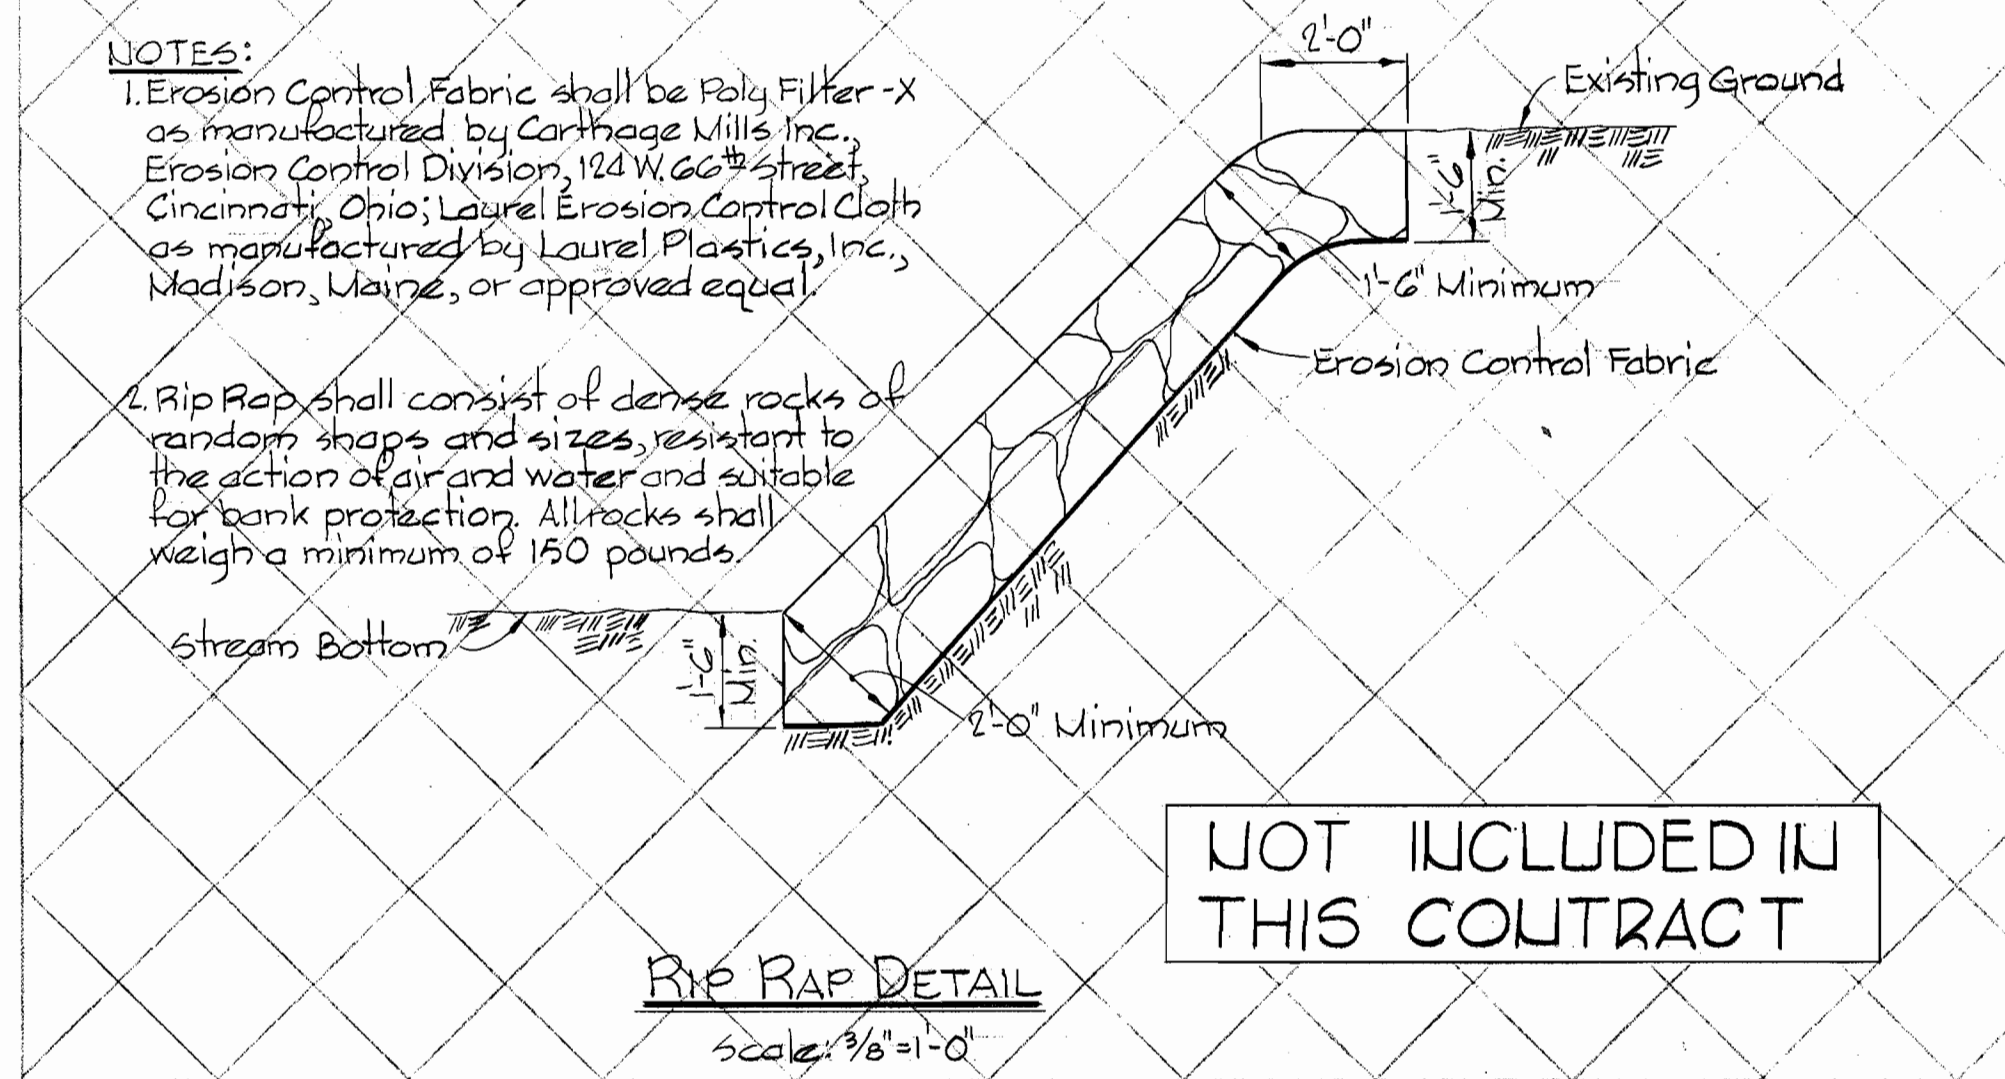 NOTES:
1. Erosion Control Fabric shall be Poly Filter-X
as manufactured by Carthage Mills Inc.,
Erosion Control Division, 124 W. 66th Street,
Cincinnati, Ohio; Laurel Erosion Control Cloth
as manufactured by Laurel Plastics, Inc.,
Madison, Maine, or approved equal.
2. Rip Rap shall consist of dense rocks of
random shaps and sizes, resistant to
the action of air and water and suitable
for bank protection. All rocks shall
weigh a minimum of 150 pounds.
2'-0"
Existing Ground
1'-6"
Min.
1'-6" Minimum
Erosion Control Fabric
Stream Bottom
1'-6"
Min.
2'-0" Minimum
NOT INCLUDED IN
THIS CONTRACT
RIP RAP DETAIL
Scale: 3/8"=1'-0"